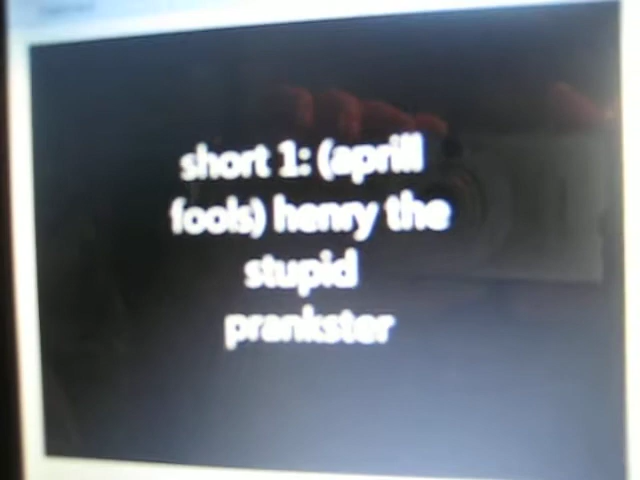 short 1: (aprill
fools) henry the
stupid
prankster